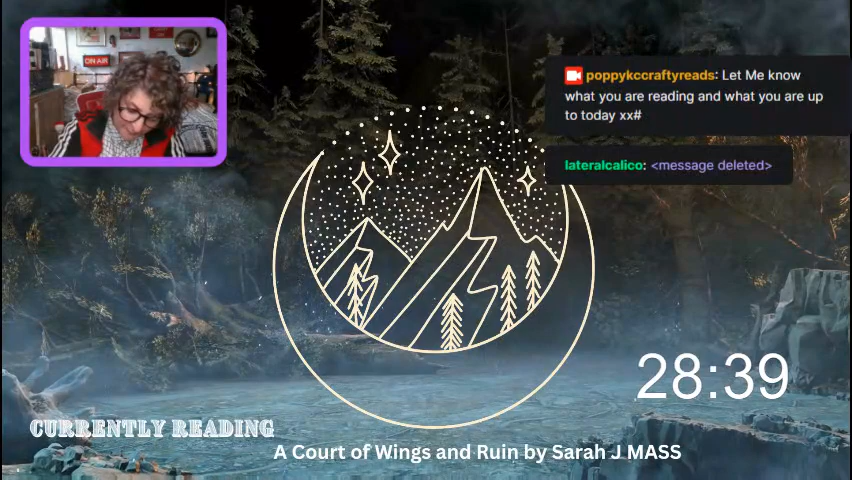 ON AIR
poppykccraftyreads: Let Me know
what you are reading and what you are up
to today xx#
lateralcalico: <message deleted>
28:39
CURRENTLY READING
A Court of Wings and Ruin by Sarah J MASS